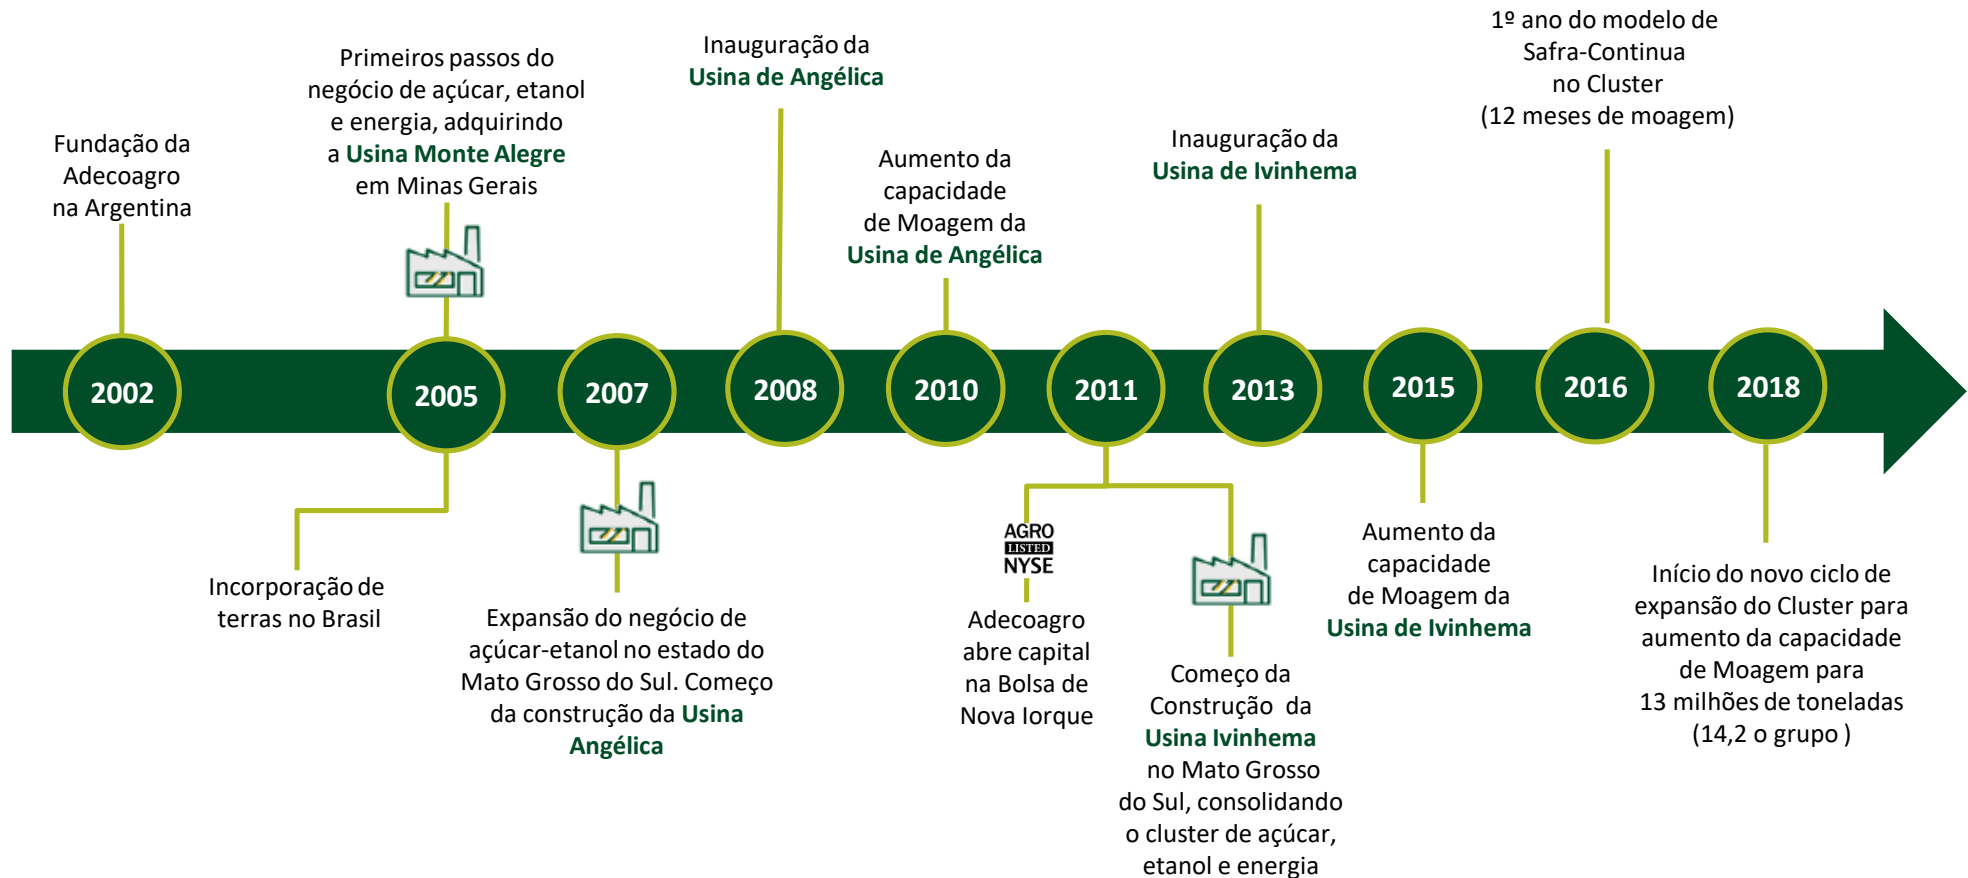 Fundação da
Adecoagro
na Argentina
Primeiros passos do
negócio de açúcar, etanol
e energia, adquirindo
a Usina Monte Alegre
em Minas Gerais
Inauguração da
Usina de Angélica
Aumento da
capacidade
de Moagem da
Usina de Angélica
Inauguração da
Usina de Ivinhema
1º ano do modelo de
Safra-Continua
no Cluster
(12 meses de moagem)
2002
2005
2007
2008
2010
2011
2013
2015
2016
2018
Incorporação de
terras no Brasil
Expansão do negócio de
açúcar-etanol no estado do
Mato Grosso do Sul. Começo
da construção da Usina
Angélica
AGRO
LISTED
NYSE
Adecoagro
abre capital
na Bolsa de
Nova Iorque
Começo da
Construção da
Usina Ivinhema
no Mato Grosso
do Sul, consolidando
o cluster de açúcar,
etanol e energia
Aumento da
capacidade
de Moagem da
Usina de Ivinhema
Início do novo ciclo de
expansão do Cluster para
aumento da capacidade
de Moagem para
13 milhões de toneladas
(14,2 o grupo )